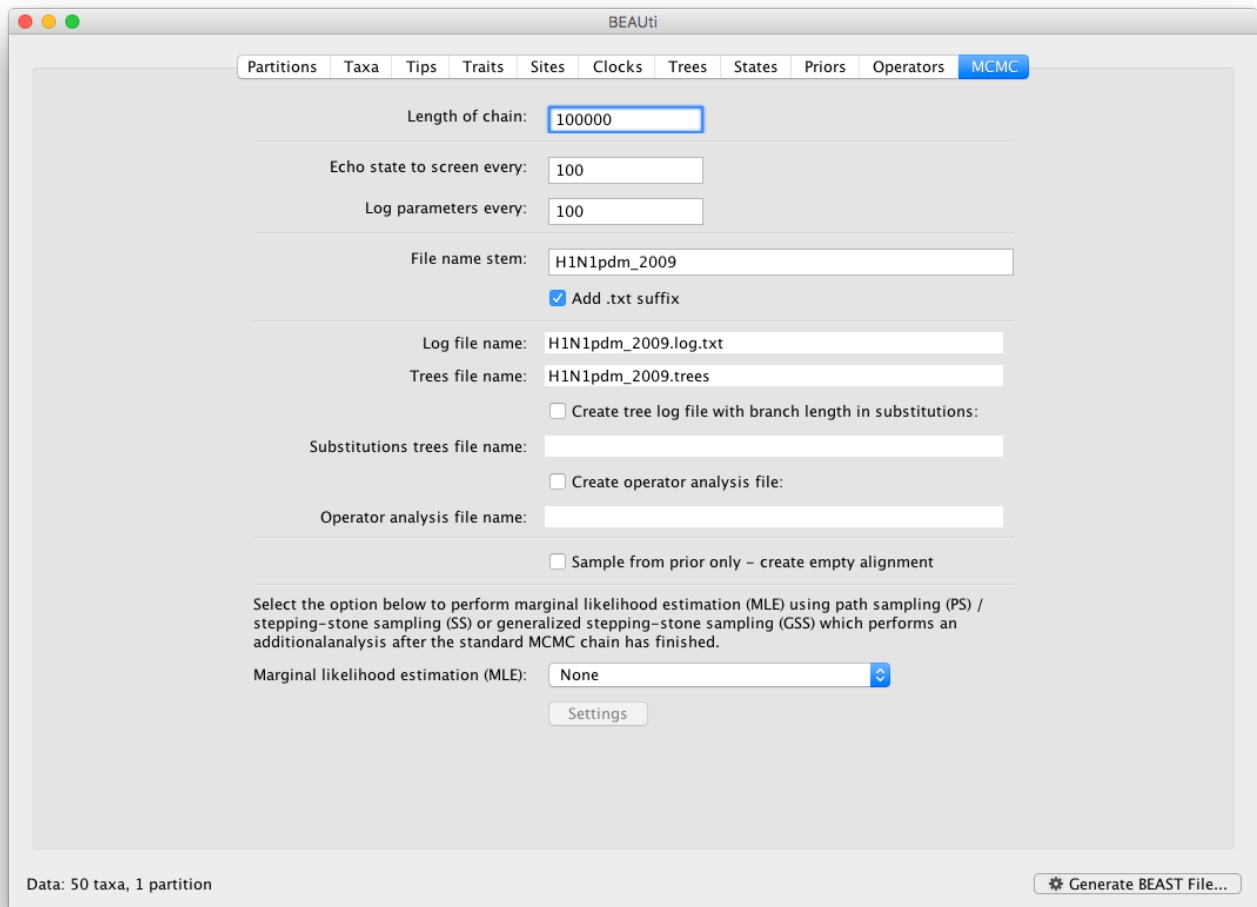 BEAUti
Partitions Taxa Tips Traits Sites Clocks Trees States Priors Operators MCMC
Length of chain: 100000
Echo state to screen every: 100
Log parameters every: 100
File name stem: H1N1pdm_2009
Add .txt suffix
Log file name: H1N1pdm_2009.log.txt
Trees file name: H1N1pdm_2009.trees
Create tree log file with branch length in substitutions:
Substitutions trees file name:
Create operator analysis file:
Operator analysis file name:
Sample from prior only – create empty alignment
Select the option below to perform marginal likelihood estimation (MLE) using path sampling (PS) /
stepping-stone sampling (SS) or generalized stepping-stone sampling (GSS) which performs an
additionalanalysis after the standard MCMC chain has finished.
Marginal likelihood estimation (MLE): None
Settings
Data: 50 taxa, 1 partition Generate BEAST File...